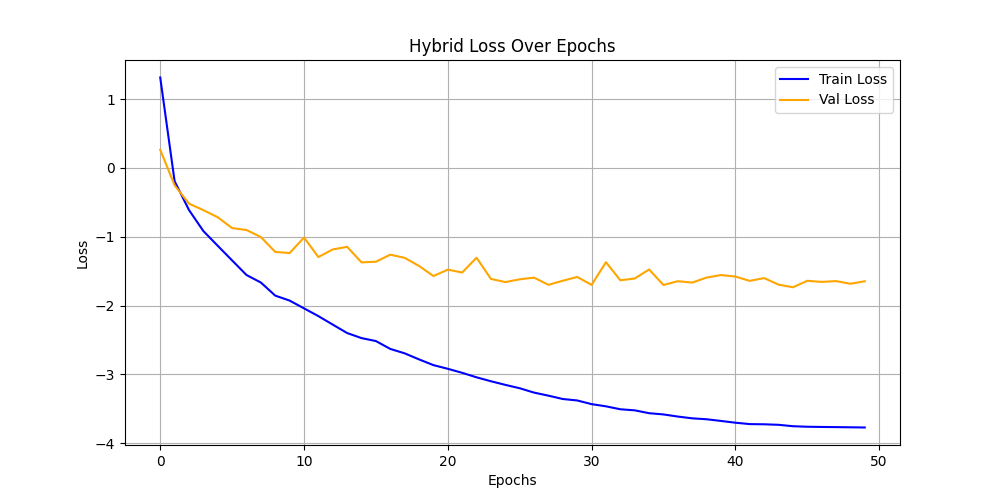 Hybrid Loss Over Epochs
Train Loss
Val Loss
Loss
1
0
−1
−2
−3
−4
0 10 20 30 40 50
Epochs